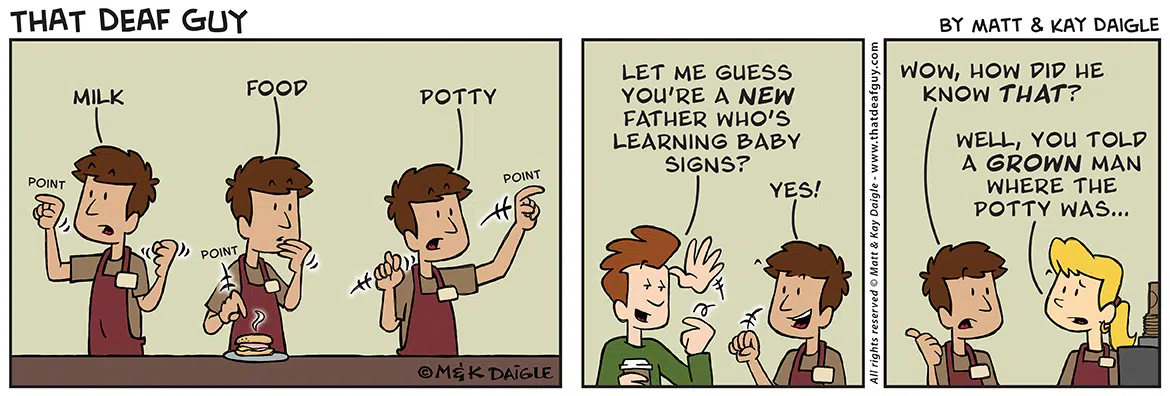 THAT DEAF GUY
BY MATT & KAY DAIGLE
MILK
FOOD
POTTY
POINT
POINT
POINT
© M&K DAIGLE
LET ME GUESS
YOU'RE A NEW
FATHER WHO'S
LEARNING BABY
SIGNS?
YES!
All rights reserved © Matt & Kay Daigle - www.thatdeafguy.com
WOW, HOW DID HE
KNOW THAT?
WELL, YOU TOLD
A GROWN MAN
WHERE THE
POTTY WAS...